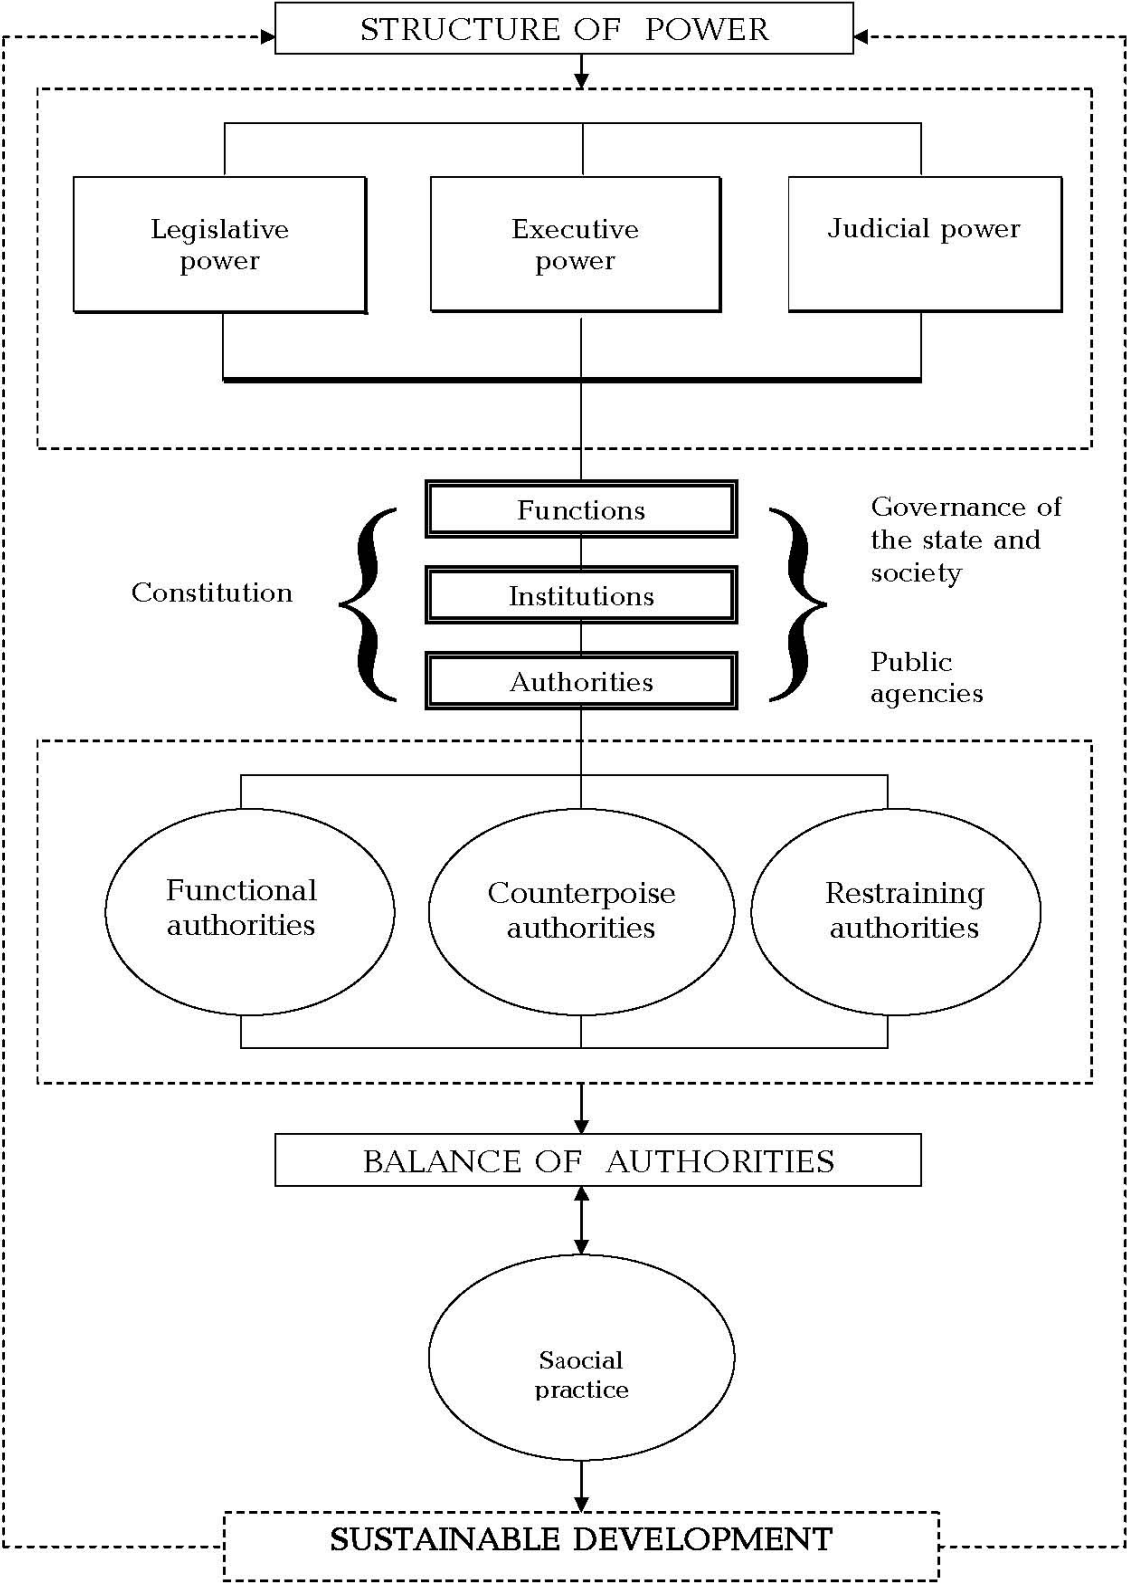 STRUCTURE OF POWER
Legislative
power
Executive
power
Judicial power
Functions
Institutions
Authorities
Constitution
Governance of
the state and
society
Public
agencies
Functional
authorities
Counterpoise
authorities
Restraining
authorities
BALANCE OF AUTHORITIES
Saocial
practice
SUSTAINABLE DEVELOPMENT